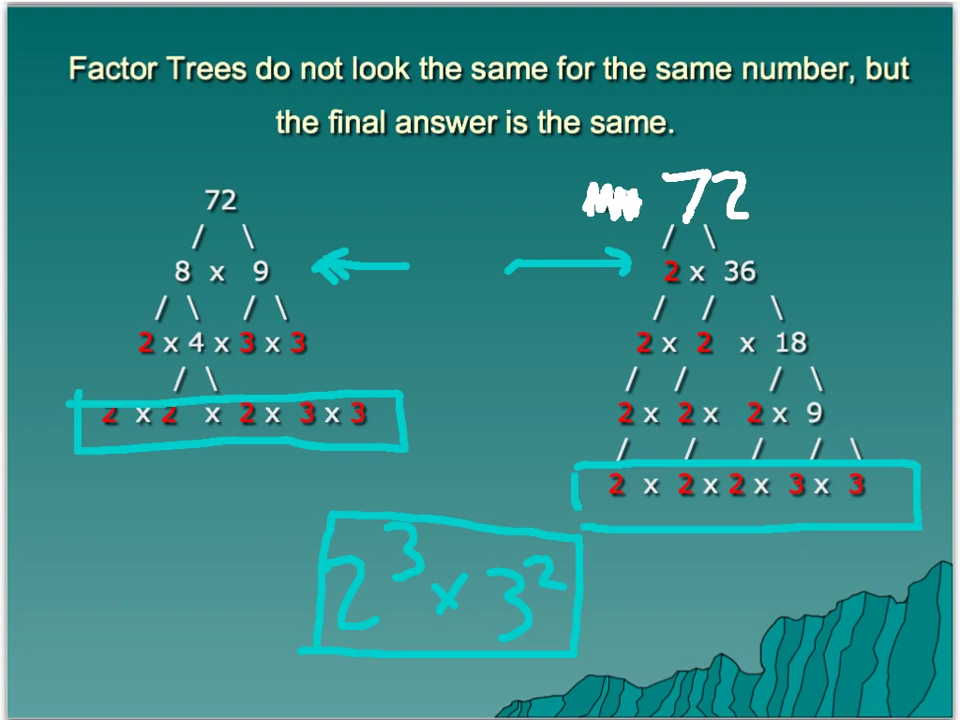 Factor Trees do not look the same for the same number, but
the final answer is the same.
72
/ \
8 x 9
/ \ / \
2 x 4 x 3 x 3
/ \
2 x 2 x 2 x 3 x 3
72
/ \
2 x 36
/ / \
2 x 2 x 18
/ / / \
2 x 2 x 2 x 9
/ / / / \
2 x 2 x 2 x 3 x 3
2³ x 3²